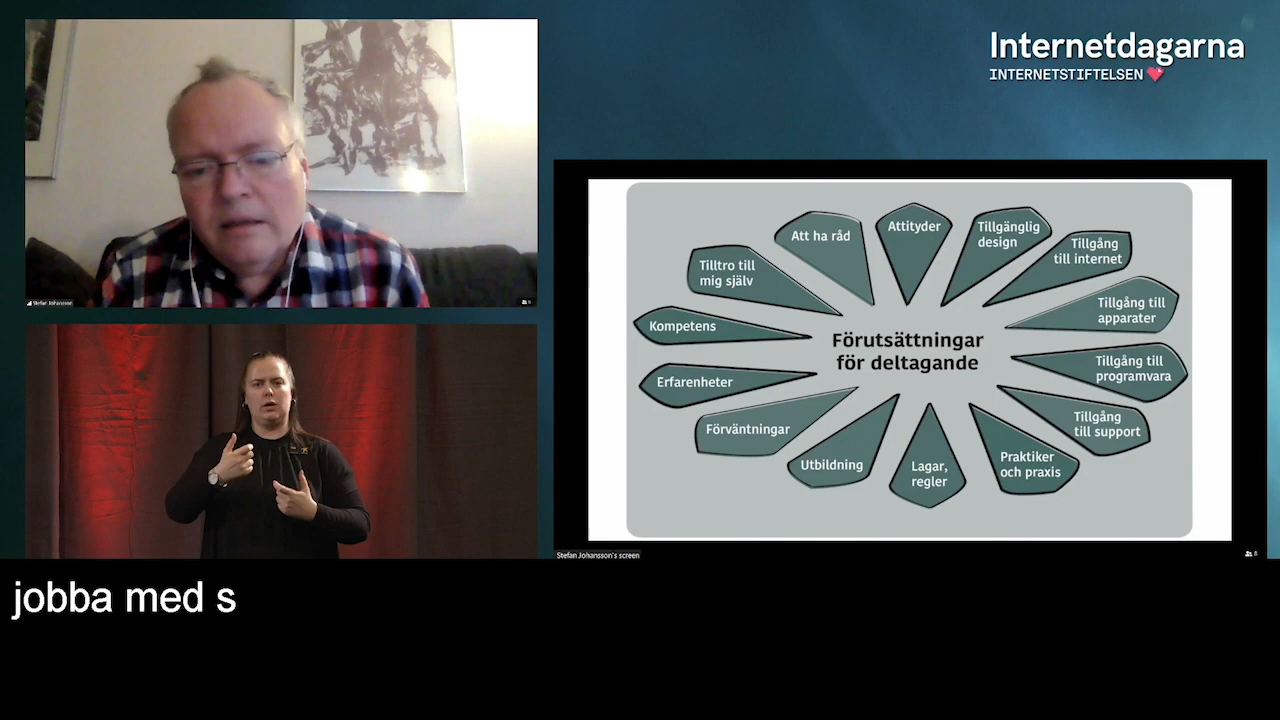 Internetdagarna
INTERNETSTIFTELSEN
Stefan Johansson
Att ha råd
Attityder
Tillgänglig
design
Tillgång
till internet
Tilltro till
mig själv
Tillgång till
apparater
Kompetens
Förutsättningar
för deltagande
Tillgång till
programvara
Erfarenheter
Tillgång
till support
Förväntningar
Utbildning
Lagar,
regler
Praktiker
och praxis
Stefan Johansson's screen
jobba med s